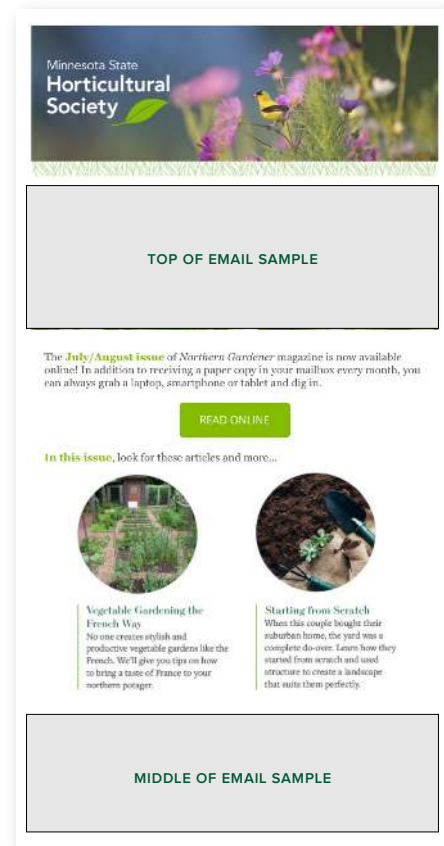 Minnesota State
Horticultural
Society
TOP OF EMAIL SAMPLE
The July/August issue of Northern Gardener magazine is now available
online! In addition to receiving a paper copy in your mailbox every month, you
can always grab a laptop, smartphone or tablet and dig in.
READ ONLINE
In this issue, look for these articles and more...
Vegetable Gardening the
French Way
No one creates stylish and
productive vegetable gardens like the
French. We'll give you tips on how
to bring a taste of France to your
northern potager.
Starting from Scratch
When this couple bought their
suburban home, the yard was a
complete do-over. Learn how they
started from scratch and used
structure to create a landscape
that suits them perfectly.
MIDDLE OF EMAIL SAMPLE